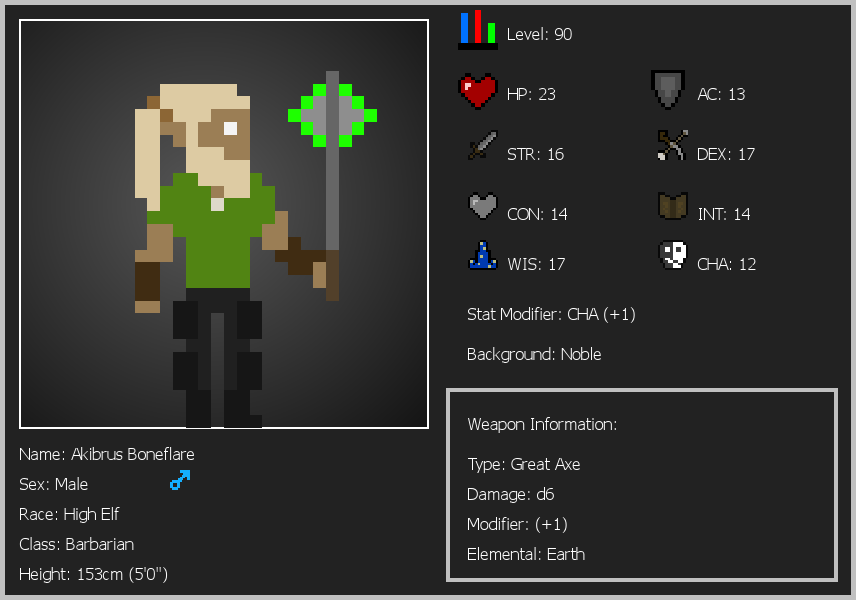 Level: 90
HP: 23
AC: 13
STR: 16
DEX: 17
CON: 14
INT: 14
WIS: 17
CHA: 12
Stat Modifier: CHA (+1)
Background: Noble
Weapon Information:
Type: Great Axe
Damage: d6
Modifier: (+1)
Elemental: Earth
Name: Akibrus Boneflare
Sex: Male
Race: High Elf
Class: Barbarian
Height: 153cm (5'0")